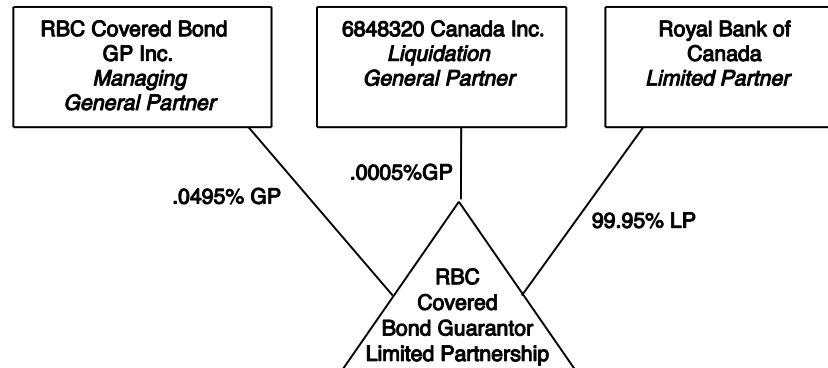 RBC Covered Bond
GP Inc.
Managing
General Partner
6848320 Canada Inc.
Liquidation
General Partner
Royal Bank of
Canada
Limited Partner
.0495% GP
.0005%GP
99.95% LP
RBC
Covered
Bond Guarantor
Limited Partnership